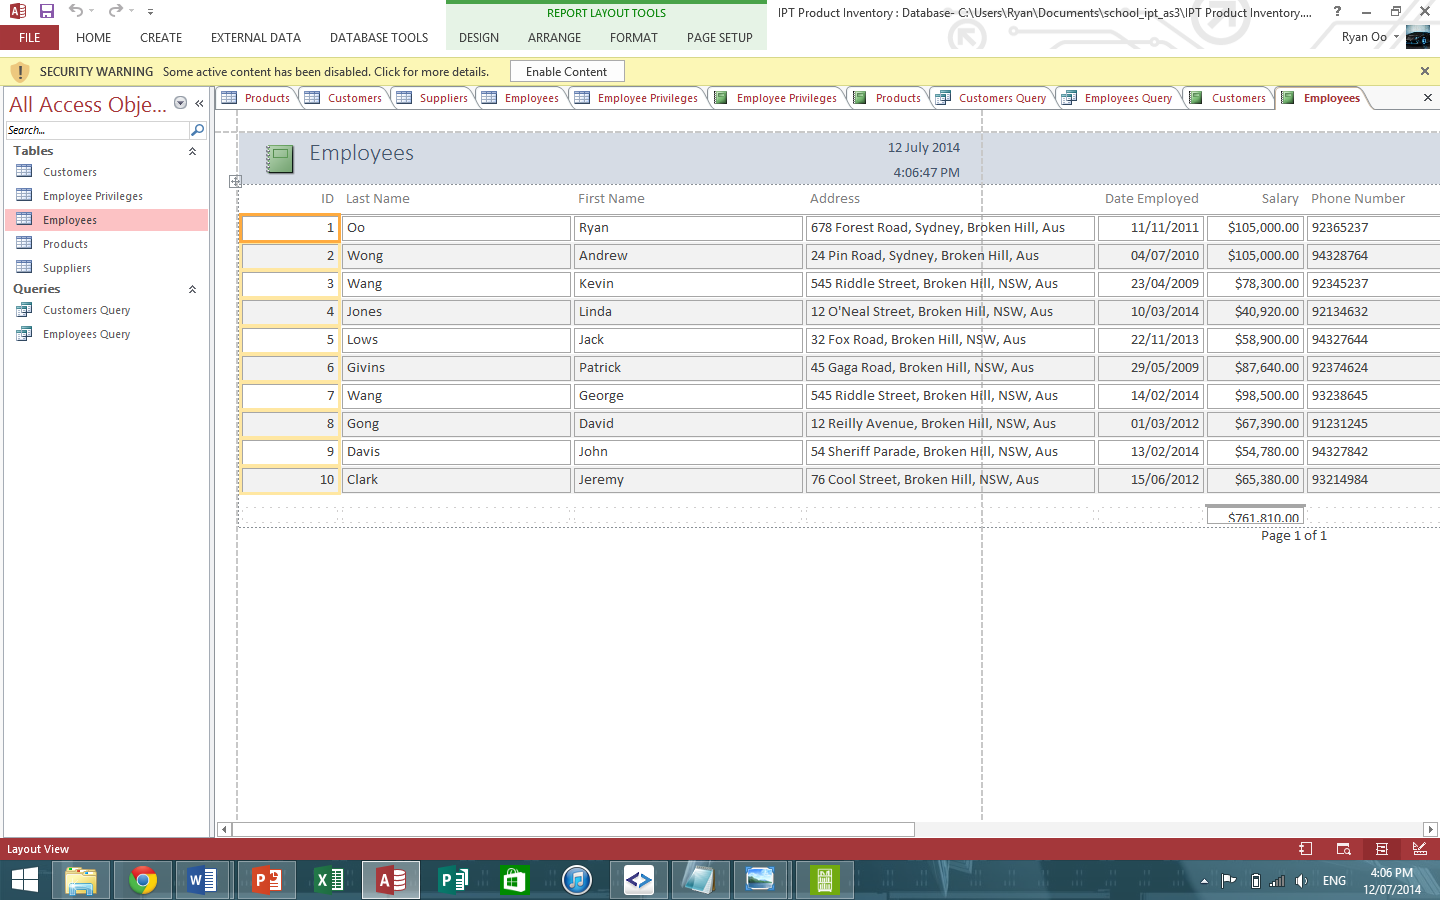 REPORT LAYOUT TOOLS
IPT Product Inventory : Database- C:\Users\Ryan\Documents\school_ipt_as3\IPT Product Inventory....
?
FILE HOME CREATE EXTERNAL DATA DATABASE TOOLS DESIGN ARRANGE FORMAT PAGE SETUP Ryan Oo
SECURITY WARNING Some active content has been disabled. Click for more details. Enable Content
All Access Obje... «
Search...
Tables
Customers
Employee Privileges
Employees
Products
Suppliers
Queries
Customers Query
Employees Query
Products Customers Suppliers Employees Employee Privileges Employee Privileges Products Customers Query Employees Query Customers Employees
Employees
12 July 2014
4:06:47 PM
ID Last Name First Name Address Date Employed Salary Phone Number
1 Oo Ryan 678 Forest Road, Sydney, Broken Hill, Aus 11/11/2011 $105,000.00 92365237
2 Wong Andrew 24 Pin Road, Sydney, Broken Hill, Aus 04/07/2010 $105,000.00 94328764
3 Wang Kevin 545 Riddle Street, Broken Hill, NSW, Aus 23/04/2009 $78,300.00 92345237
4 Jones Linda 12 O'Neal Street, Broken Hill, NSW, Aus 10/03/2014 $40,920.00 92134632
5 Lows Jack 32 Fox Road, Broken Hill, NSW, Aus 22/11/2013 $58,900.00 94327644
6 Givins Patrick 45 Gaga Road, Broken Hill, NSW, Aus 29/05/2009 $87,640.00 92374624
7 Wang George 545 Riddle Street, Broken Hill, NSW, Aus 14/02/2014 $98,500.00 93238645
8 Gong David 12 Reilly Avenue, Broken Hill, NSW, Aus 01/03/2012 $67,390.00 91231245
9 Davis John 54 Sheriff Parade, Broken Hill, NSW, Aus 13/02/2014 $54,780.00 94327842
10 Clark Jeremy 76 Cool Street, Broken Hill, NSW, Aus 15/06/2012 $65,380.00 93214984
$761,810.00
Page 1 of 1
Layout View
ENG
4:06 PM
12/07/2014